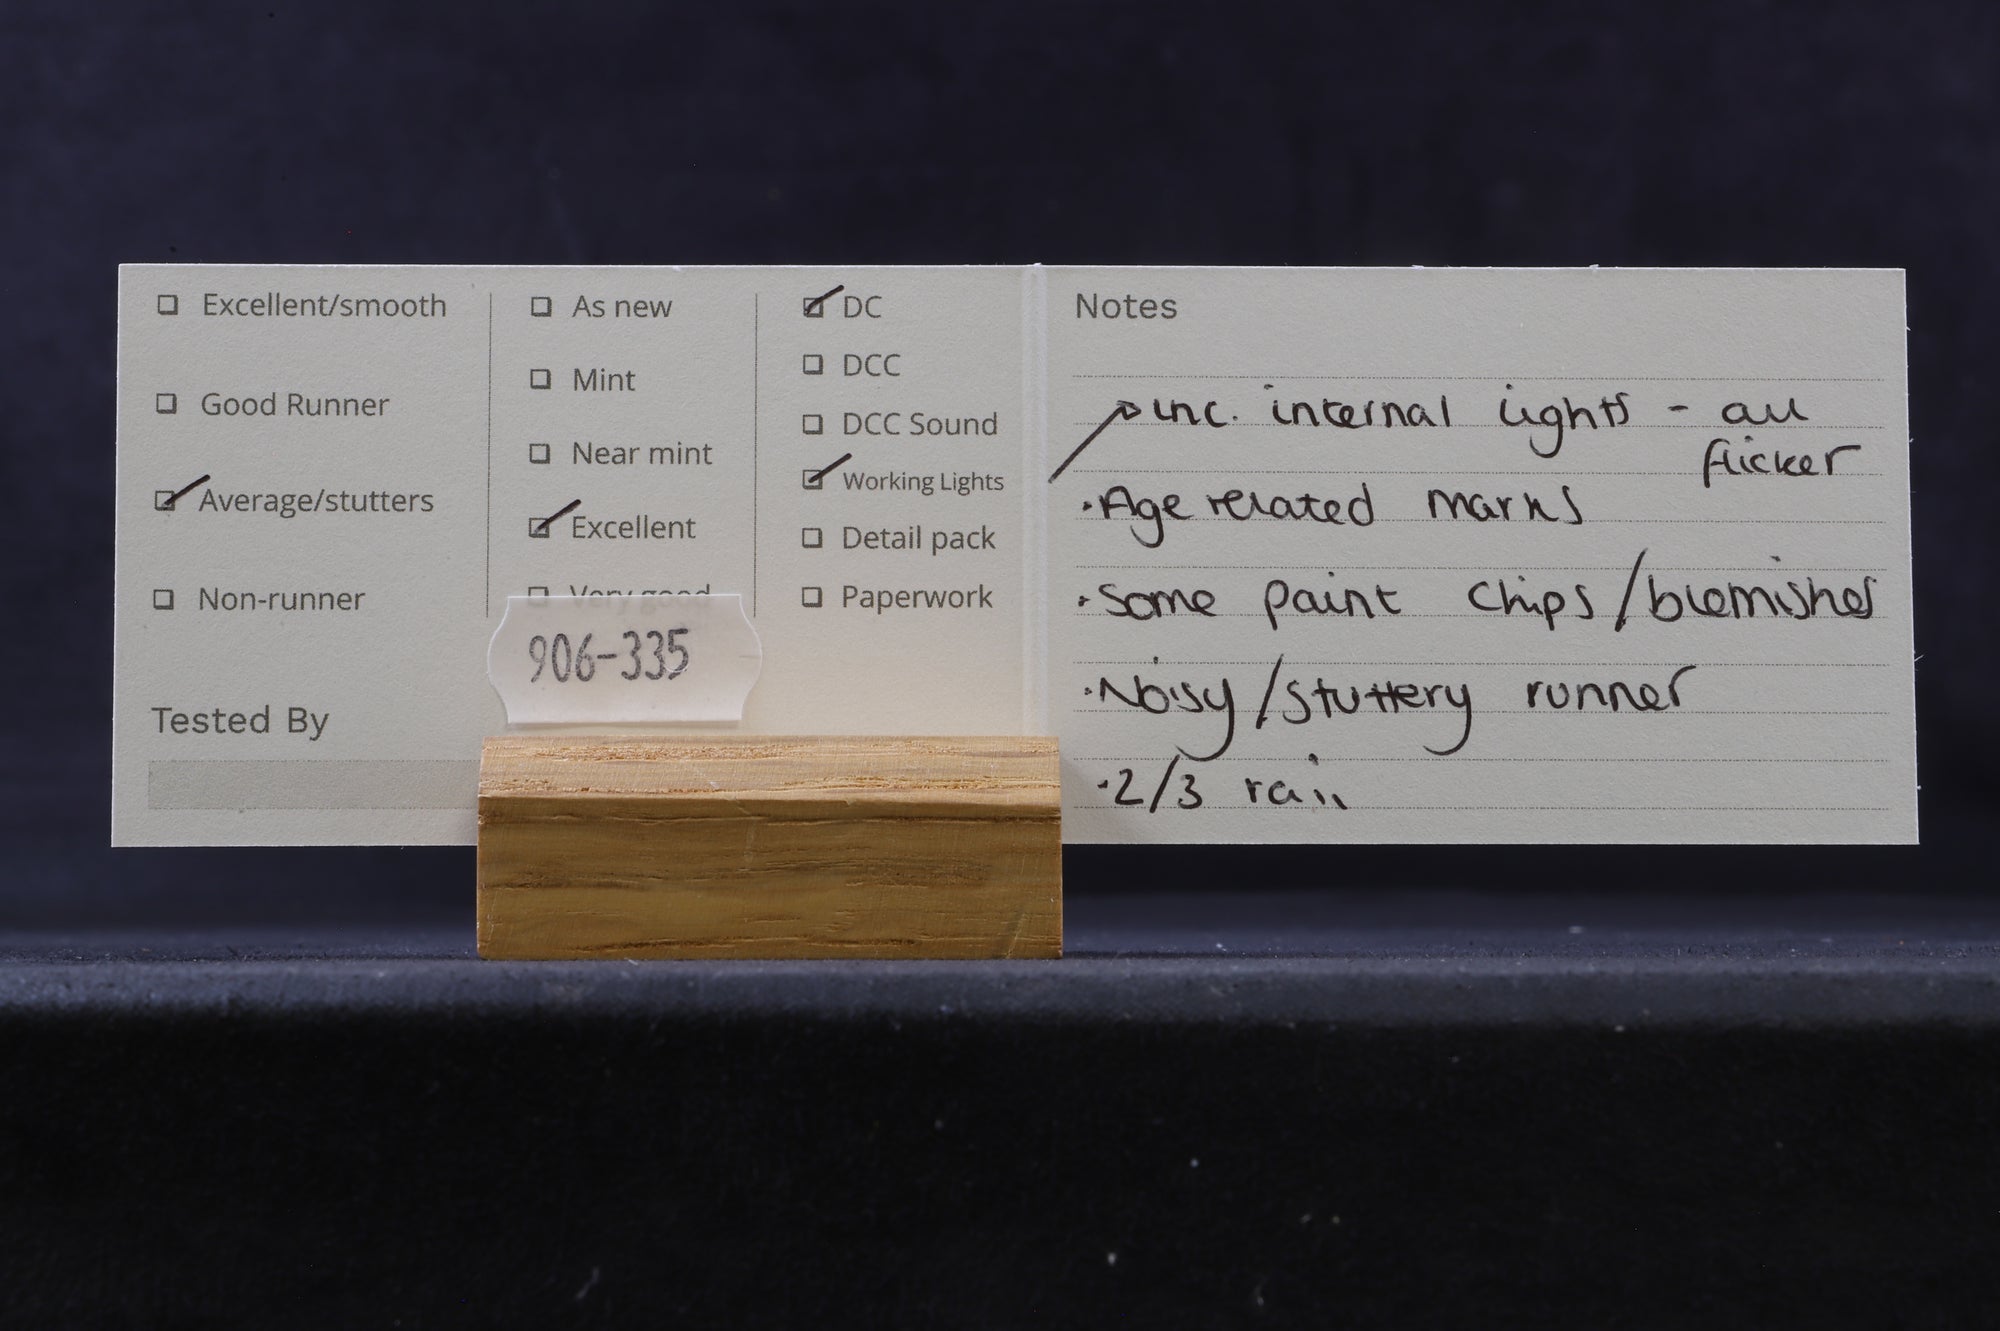 ☐ Excellent/smooth
☐ Good Runner
☑ Average/stutters
☐ Non-runner
Tested By
☐ As new
☐ Mint
☐ Near mint
☑ Excellent
☐ Very good
906-335
☑ DC
☐ DCC
☐ DCC Sound
☑ Working Lights
☐ Detail pack
☐ Paperwork
Notes
→ inc. internal lights - all
flicker
• Age related marks
• Some paint chips/blemishes
• Noisy/stuttery runner
• 2/3 rail